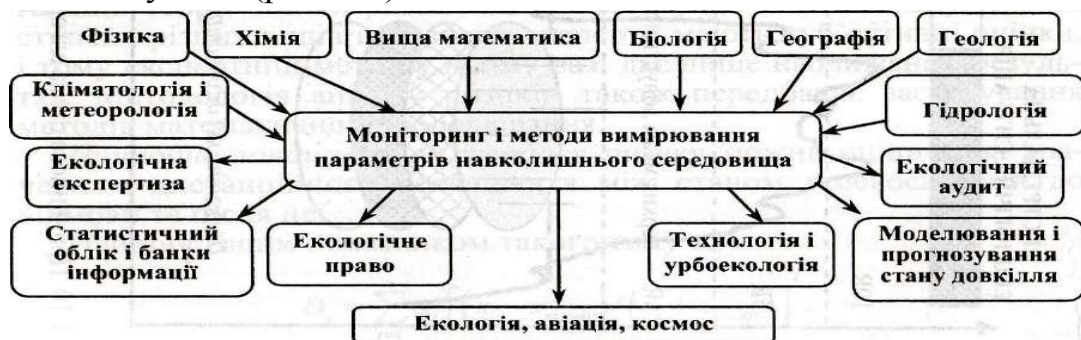 Фізика
Хімія
Вища математика
Біологія
Географія
Геологія
Кліматологія і
метеорологія
Моніторинг і методи вимірювання
параметрів навколишнього середовища
Гідрологія
Екологічна
експертиза
Екологічний
аудит
Статистичний
облік і банки
інформації
Екологічне
право
Технологія і
урбоекологія
Моделювання і
прогнозування
стану довкілля
Екологія, авіація, космос